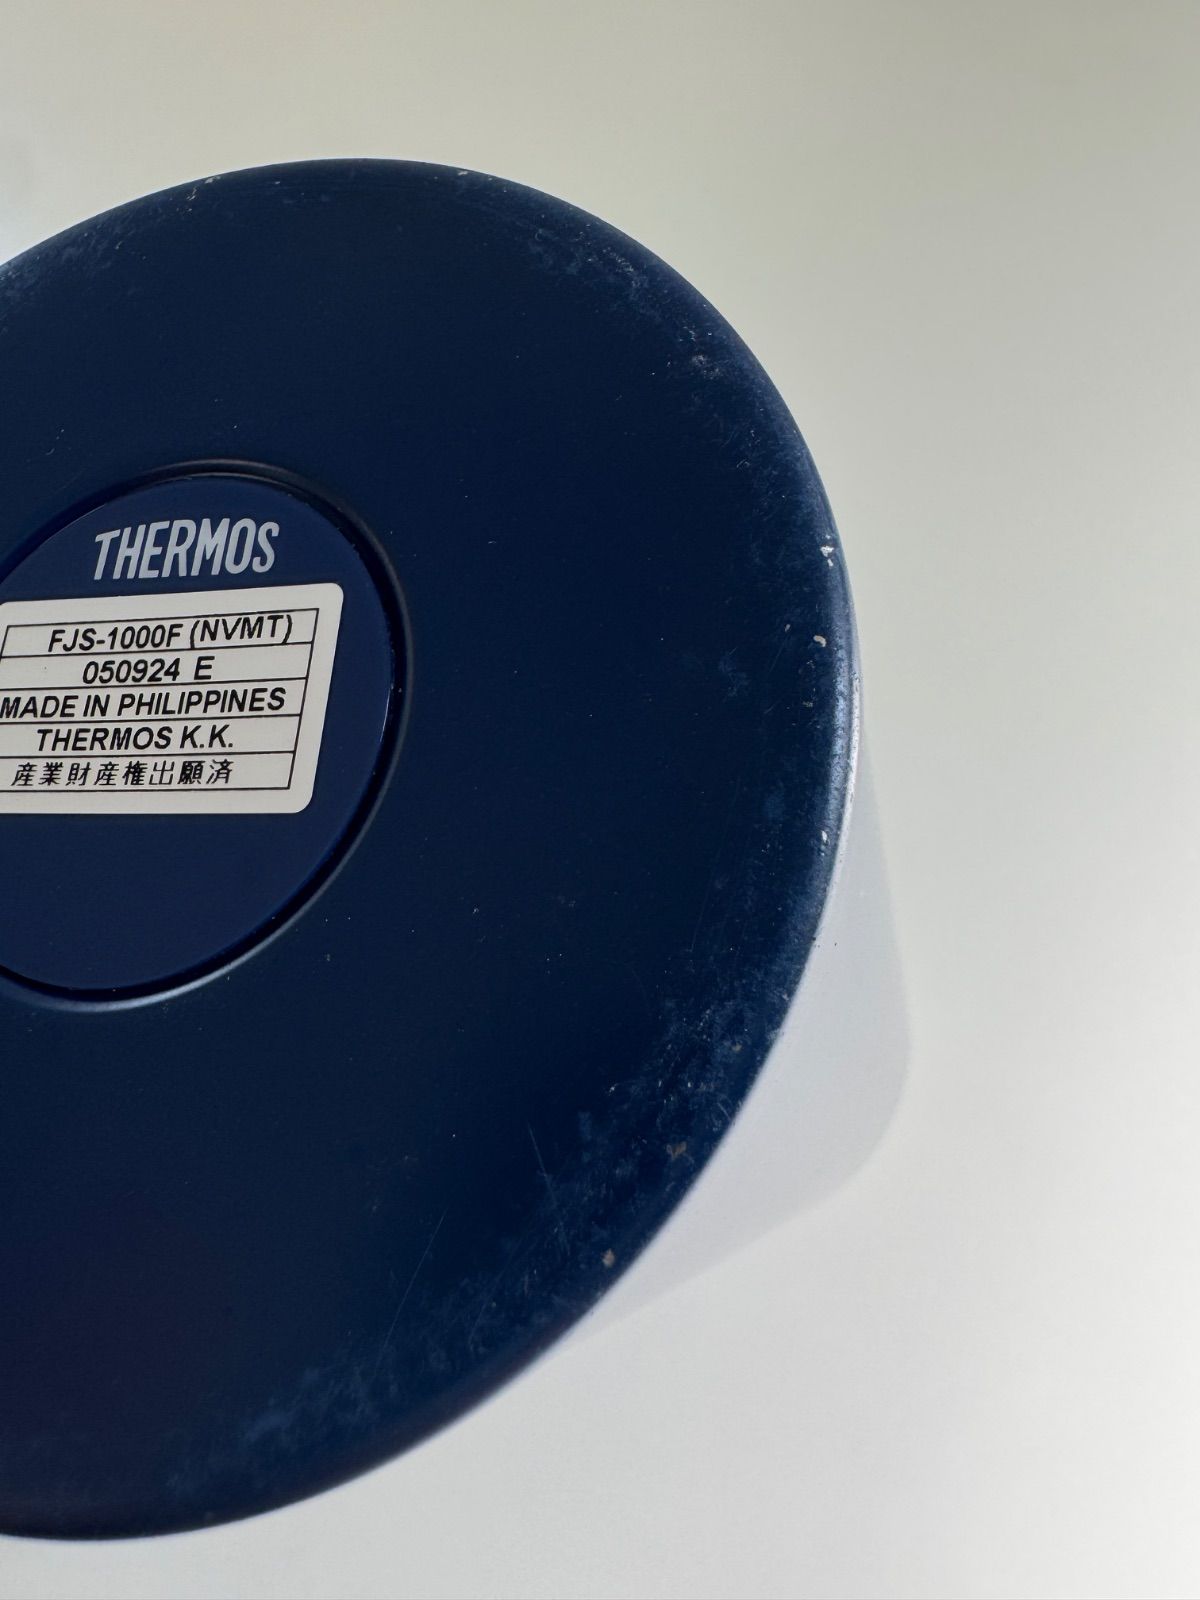 THERMOS
FJS-1000F (NVMT)
050924 E
MADE IN PHILIPPINES
THERMOS K.K.
産業財産権出願済